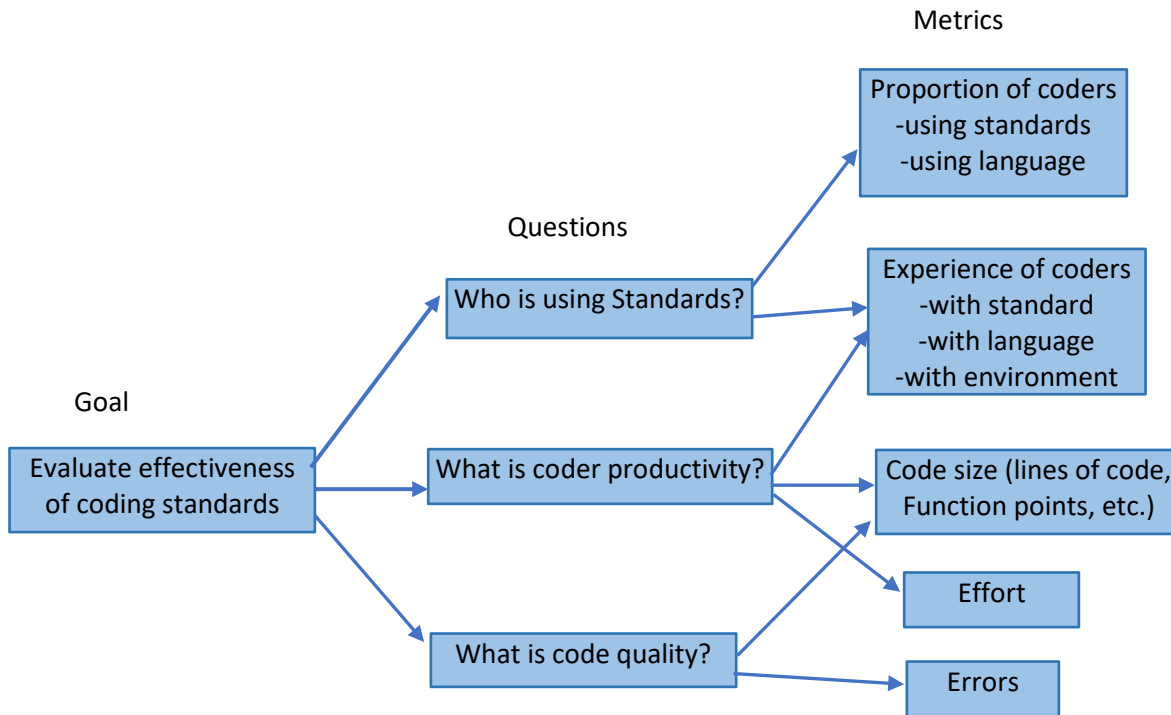 Metrics
Proportion of coders
-using standards
-using language
Questions
Who is using Standards?
Experience of coders
-with standard
-with language
-with environment
Goal
Evaluate effectiveness
of coding standards
What is coder productivity?
Code size (lines of code,
Function points, etc.)
Effort
What is code quality?
Errors